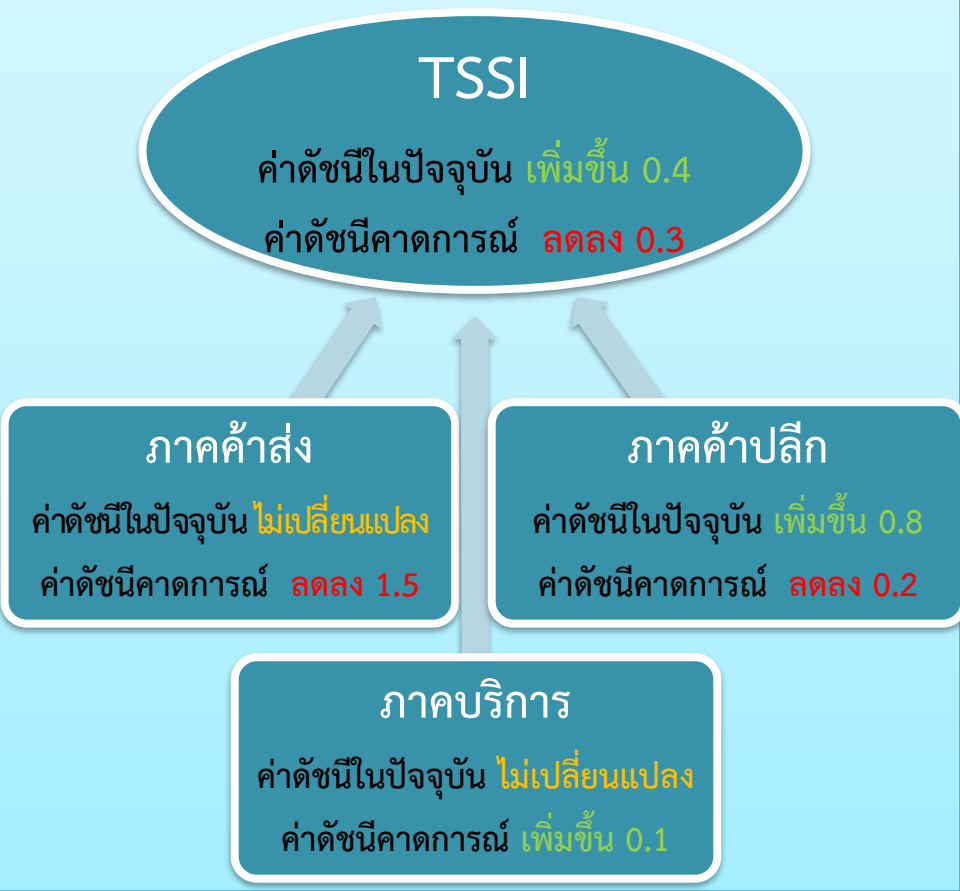 TSSI
ค่าดัชนีในปัจจุบัน เพิ่มขึ้น 0.4
ค่าดัชนีคาดการณ์ ลดลง 0.3
ภาคค้าส่ง
ค่าดัชนีในปัจจุบัน ไม่เปลี่ยนแปลง
ค่าดัชนีคาดการณ์ ลดลง 1.5
ภาคค้าปลีก
ค่าดัชนีในปัจจุบัน เพิ่มขึ้น 0.8
ค่าดัชนีคาดการณ์ ลดลง 0.2
ภาคบริการ
ค่าดัชนีในปัจจุบัน ไม่เปลี่ยนแปลง
ค่าดัชนีคาดการณ์ เพิ่มขึ้น 0.1